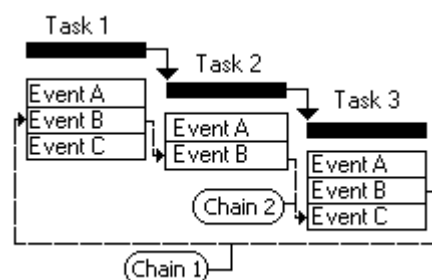 Task 1
Task 2
Task 3
Event A
Event B
Event C
Event A
Event B
Event A
Event B
Event C
Chain 2
Chain 1